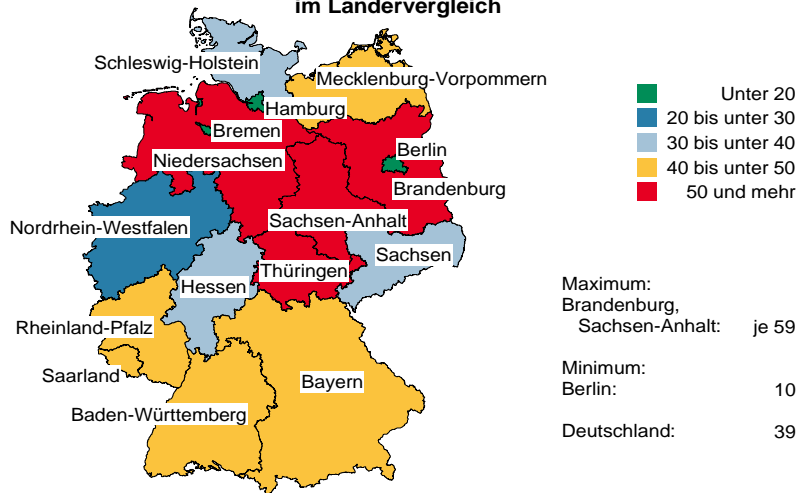 im Ländervergleich
Schleswig-Holstein
Mecklenburg-Vorpommern
Hamburg
Bremen
Berlin
Niedersachsen
Brandenburg
Sachsen-Anhalt
Nordrhein-Westfalen
Sachsen
Thüringen
Hessen
Rheinland-Pfalz
Saarland
Bayern
Baden-Württemberg
Unter 20
20 bis unter 30
30 bis unter 40
40 bis unter 50
50 und mehr
Maximum:
Brandenburg,
Sachsen-Anhalt: je 59
Minimum:
Berlin: 10
Deutschland: 39